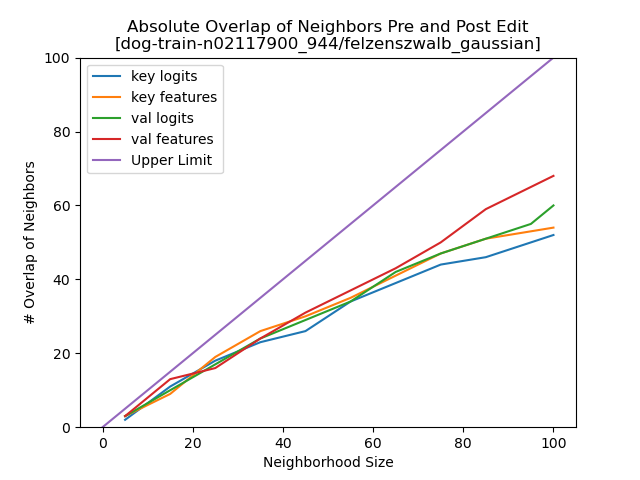 Absolute Overlap of Neighbors Pre and Post Edit
[dog-train-n02117900_944/felzenszwalb_gaussian]
key logits
key features
val logits
val features
Upper Limit
100
80
60
40
20
0
# Overlap of Neighbors
0 20 40 60 80 100
Neighborhood Size